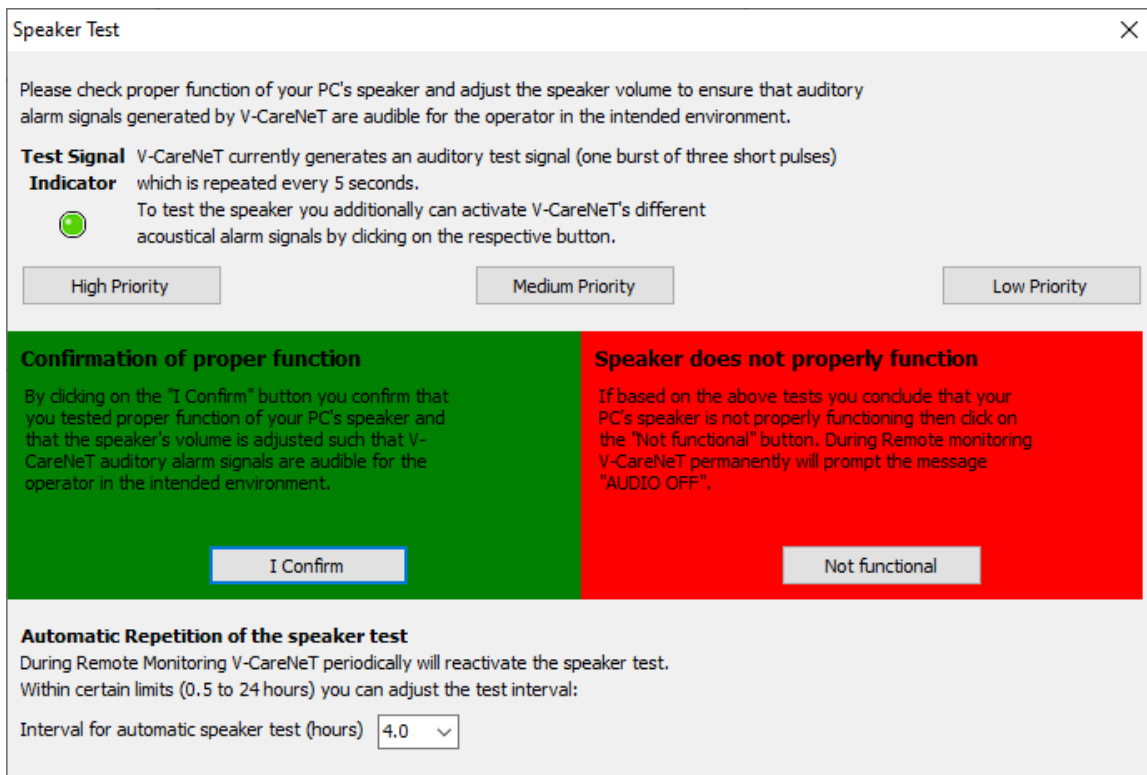 Speaker Test
Please check proper function of your PC's speaker and adjust the speaker volume to ensure that auditory
alarm signals generated by V-CareNeT are audible for the operator in the intended environment.
Test Signal
Indicator
V-CareNeT currently generates an auditory test signal (one burst of three short pulses)
which is repeated every 5 seconds.
To test the speaker you additionally can activate V-CareNeT's different
acoustical alarm signals by clicking on the respective button.
High Priority
Medium Priority
Low Priority
Confirmation of proper function
By clicking on the "I Confirm" button you confirm that
you tested proper function of your PC's speaker and
that the speaker's volume is adjusted such that V-
CareNeT auditory alarm signals are audible for the
operator in the intended environment.
I Confirm
Speaker does not properly function
If based on the above tests you conclude that your
PC's speaker is not properly functioning then click on
the "Not functional" button. During Remote monitoring
V-CareNeT permanently will prompt the message
"AUDIO OFF".
Not functional
Automatic Repetition of the speaker test
During Remote Monitoring V-CareNeT periodically will reactivate the speaker test.
Within certain limits (0.5 to 24 hours) you can adjust the test interval:
Interval for automatic speaker test (hours)
4.0